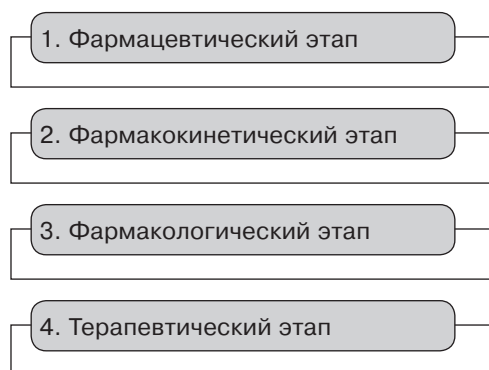 1. Фармацевтический этап
2. Фармакокинетический этап
3. Фармакологический этап
4. Терапевтический этап